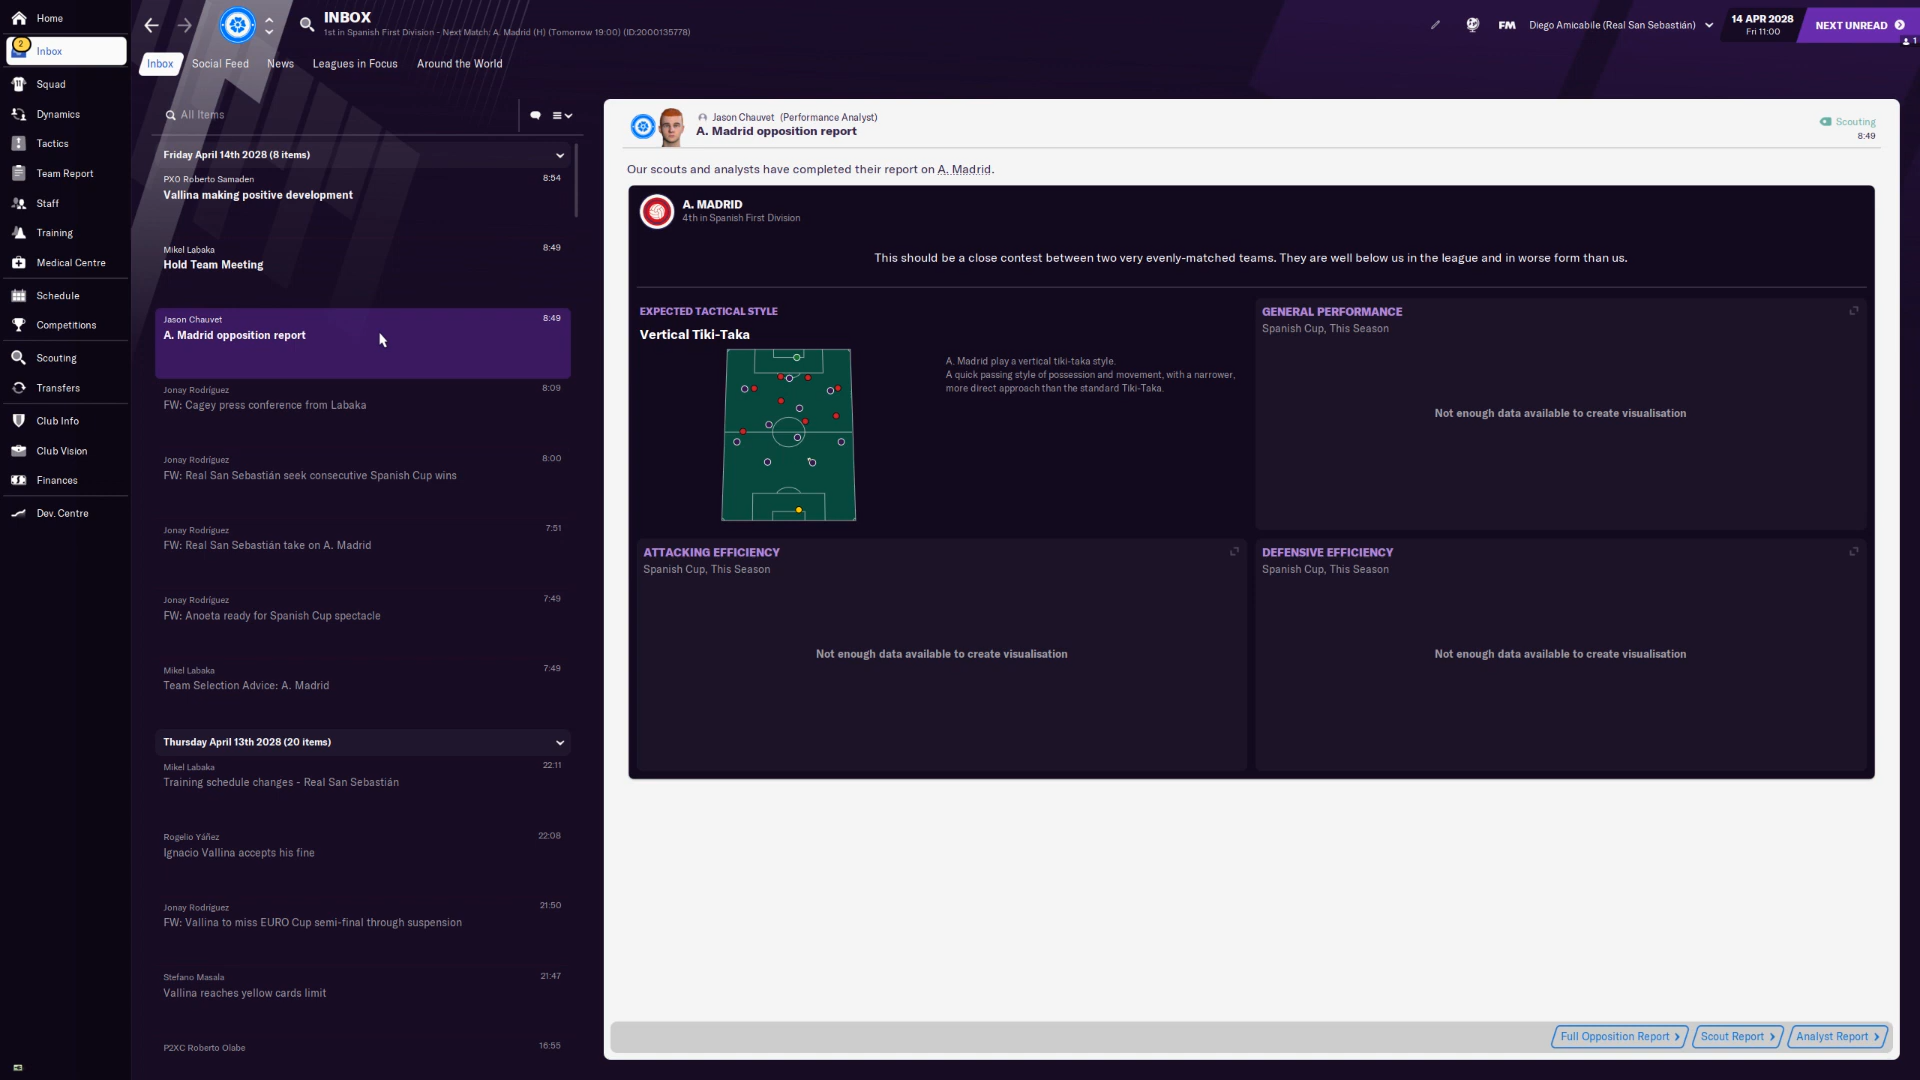 Home
2
Inbox
Squad
Dynamics
Tactics
Team Report
Staff
Training
Medical Centre
Schedule
Competitions
Scouting
Transfers
Club Info
Club Vision
Finances
Dev. Centre
INBOX
1st in Spanish First Division - Next Match: A. Madrid (H) (Tomorrow 19:00) (ID:2000135778)
FM
Diego Amicabile (Real San Sebastián)
14 APR 2028
Fri 11:00
NEXT UNREAD
1
Inbox
Social Feed
News
Leagues in Focus
Around the World
All Items
Friday April 14th 2028 (8 items)
PXO Roberto Samaden
8:54
Vallina making positive development
Mikel Labaka
8:49
Hold Team Meeting
Jason Chauvet
8:49
A. Madrid opposition report
Jonay Rodríguez
8:09
FW: Cagey press conference from Labaka
Jonay Rodríguez
8:00
FW: Real San Sebastián seek consecutive Spanish Cup wins
Jonay Rodríguez
7:51
FW: Real San Sebastián take on A. Madrid
Jonay Rodríguez
7:49
FW: Anoeta ready for Spanish Cup spectacle
Mikel Labaka
7:49
Team Selection Advice: A. Madrid
Thursday April 13th 2028 (20 items)
Mikel Labaka
22:11
Training schedule changes - Real San Sebastián
Rogelio Yáñez
22:08
Ignacio Vallina accepts his fine
Jonay Rodríguez
21:50
FW: Vallina to miss EURO Cup semi-final through suspension
Stefano Masala
21:47
Vallina reaches yellow cards limit
P2XC Roberto Olabe
16:55
Jason Chauvet (Performance Analyst)
A. Madrid opposition report
Scouting
8:49
Our scouts and analysts have completed their report on A. Madrid.
A. MADRID
4th in Spanish First Division
This should be a close contest between two very evenly-matched teams. They are well below us in the league and in worse form than us.
EXPECTED TACTICAL STYLE
Vertical Tiki-Taka
A. Madrid play a vertical tiki-taka style.
A quick passing style of possession and movement, with a narrower,
more direct approach than the standard Tiki-Taka.
GENERAL PERFORMANCE
Spanish Cup, This Season
Not enough data available to create visualisation
ATTACKING EFFICIENCY
Spanish Cup, This Season
Not enough data available to create visualisation
DEFENSIVE EFFICIENCY
Spanish Cup, This Season
Not enough data available to create visualisation
Full Opposition Report
Scout Report
Analyst Report